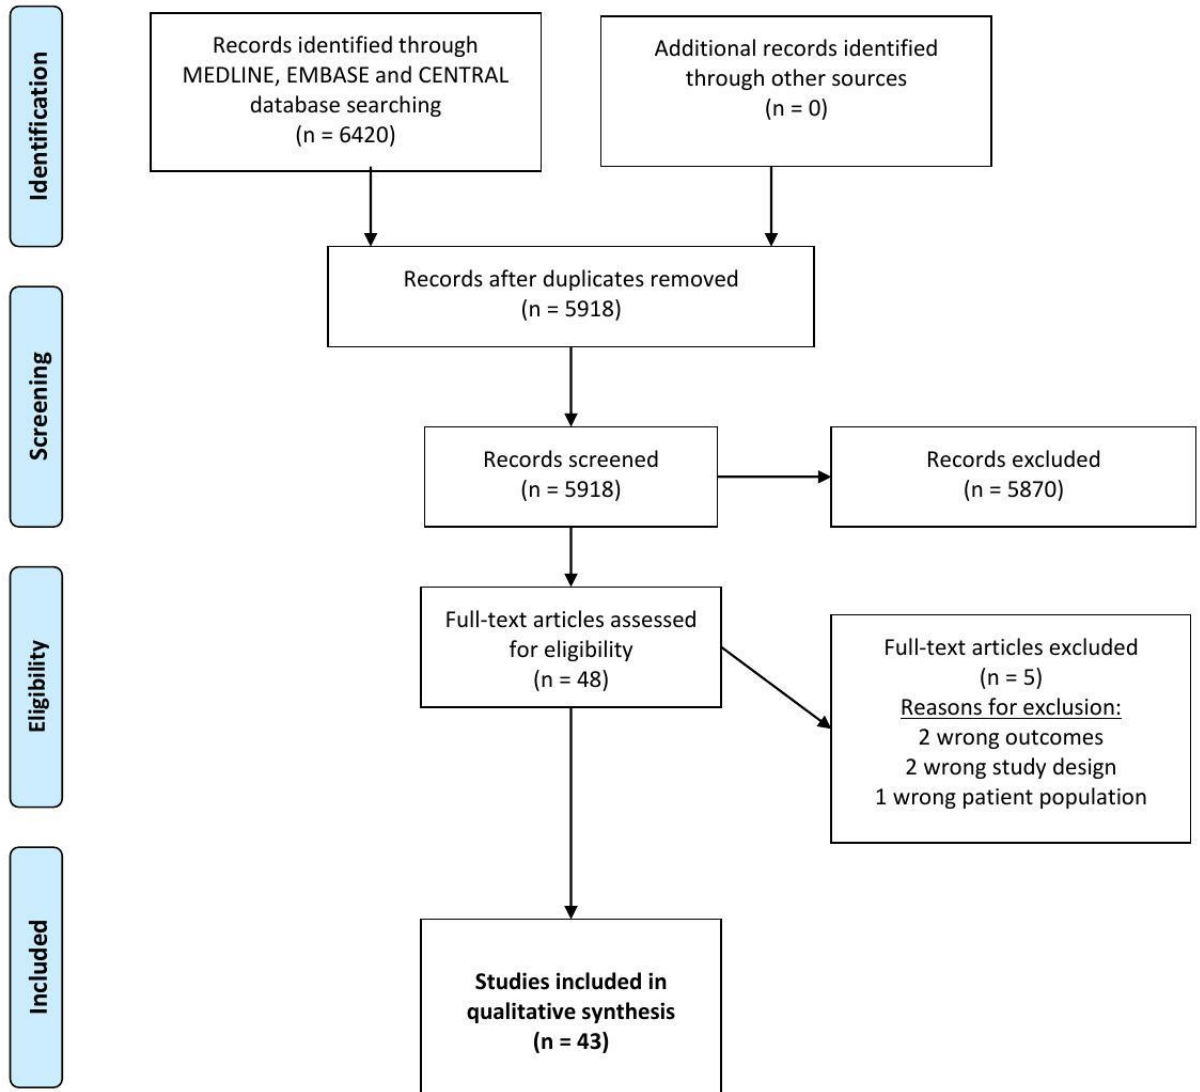 Identification
Records identified through
MEDLINE, EMBASE and CENTRAL
database searching
(n = 6420)
Additional records identified
through other sources
(n = 0)
Records after duplicates removed
(n = 5918)
Screening
Records screened
(n = 5918)
Records excluded
(n = 5870)
Eligibility
Full-text articles assessed
for eligibility
(n = 48)
Full-text articles excluded
(n = 5)
Reasons for exclusion:
2 wrong outcomes
2 wrong study design
1 wrong patient population
Included
Studies included in
qualitative synthesis
(n = 43)